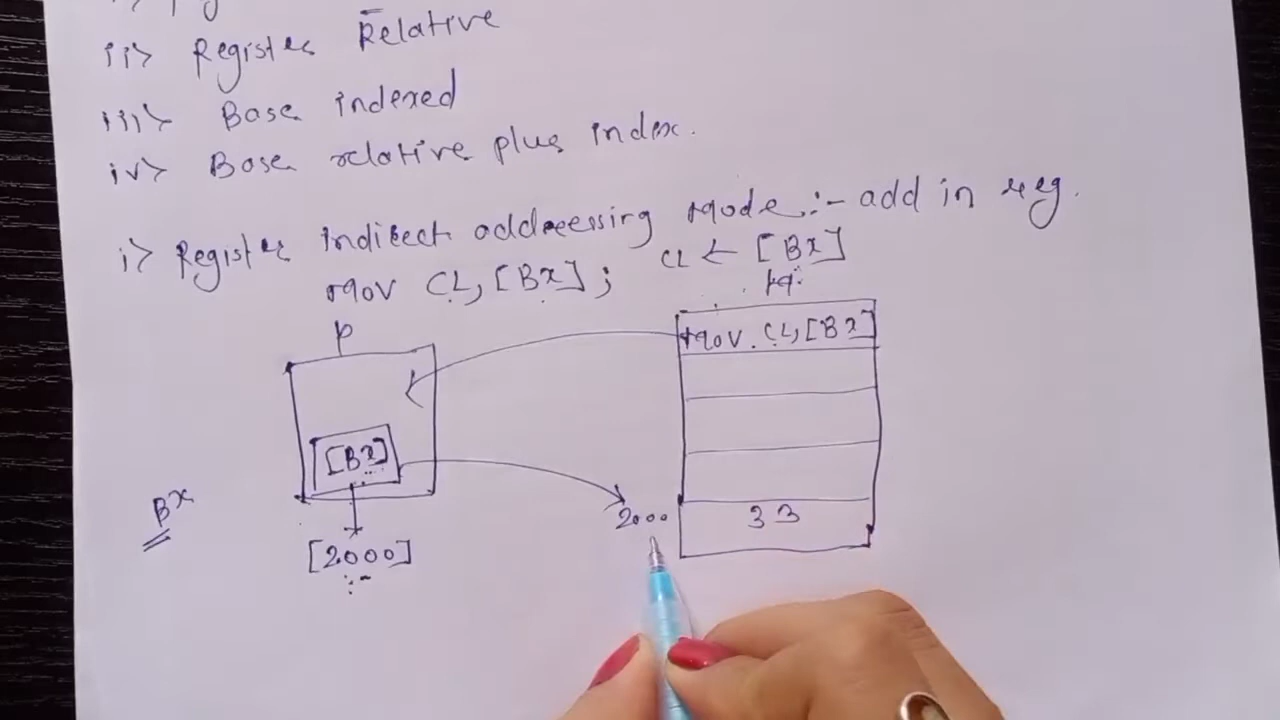 ii> Register Relative
iii> Base indexed
iv> Base relative plus index.
i> Register indirect addressing mode :- add in reg.
mov CL, [BX] ; CL ← [BX]
P
mov. CL, [BX]
[BX]
BX
2000
33
[2000]